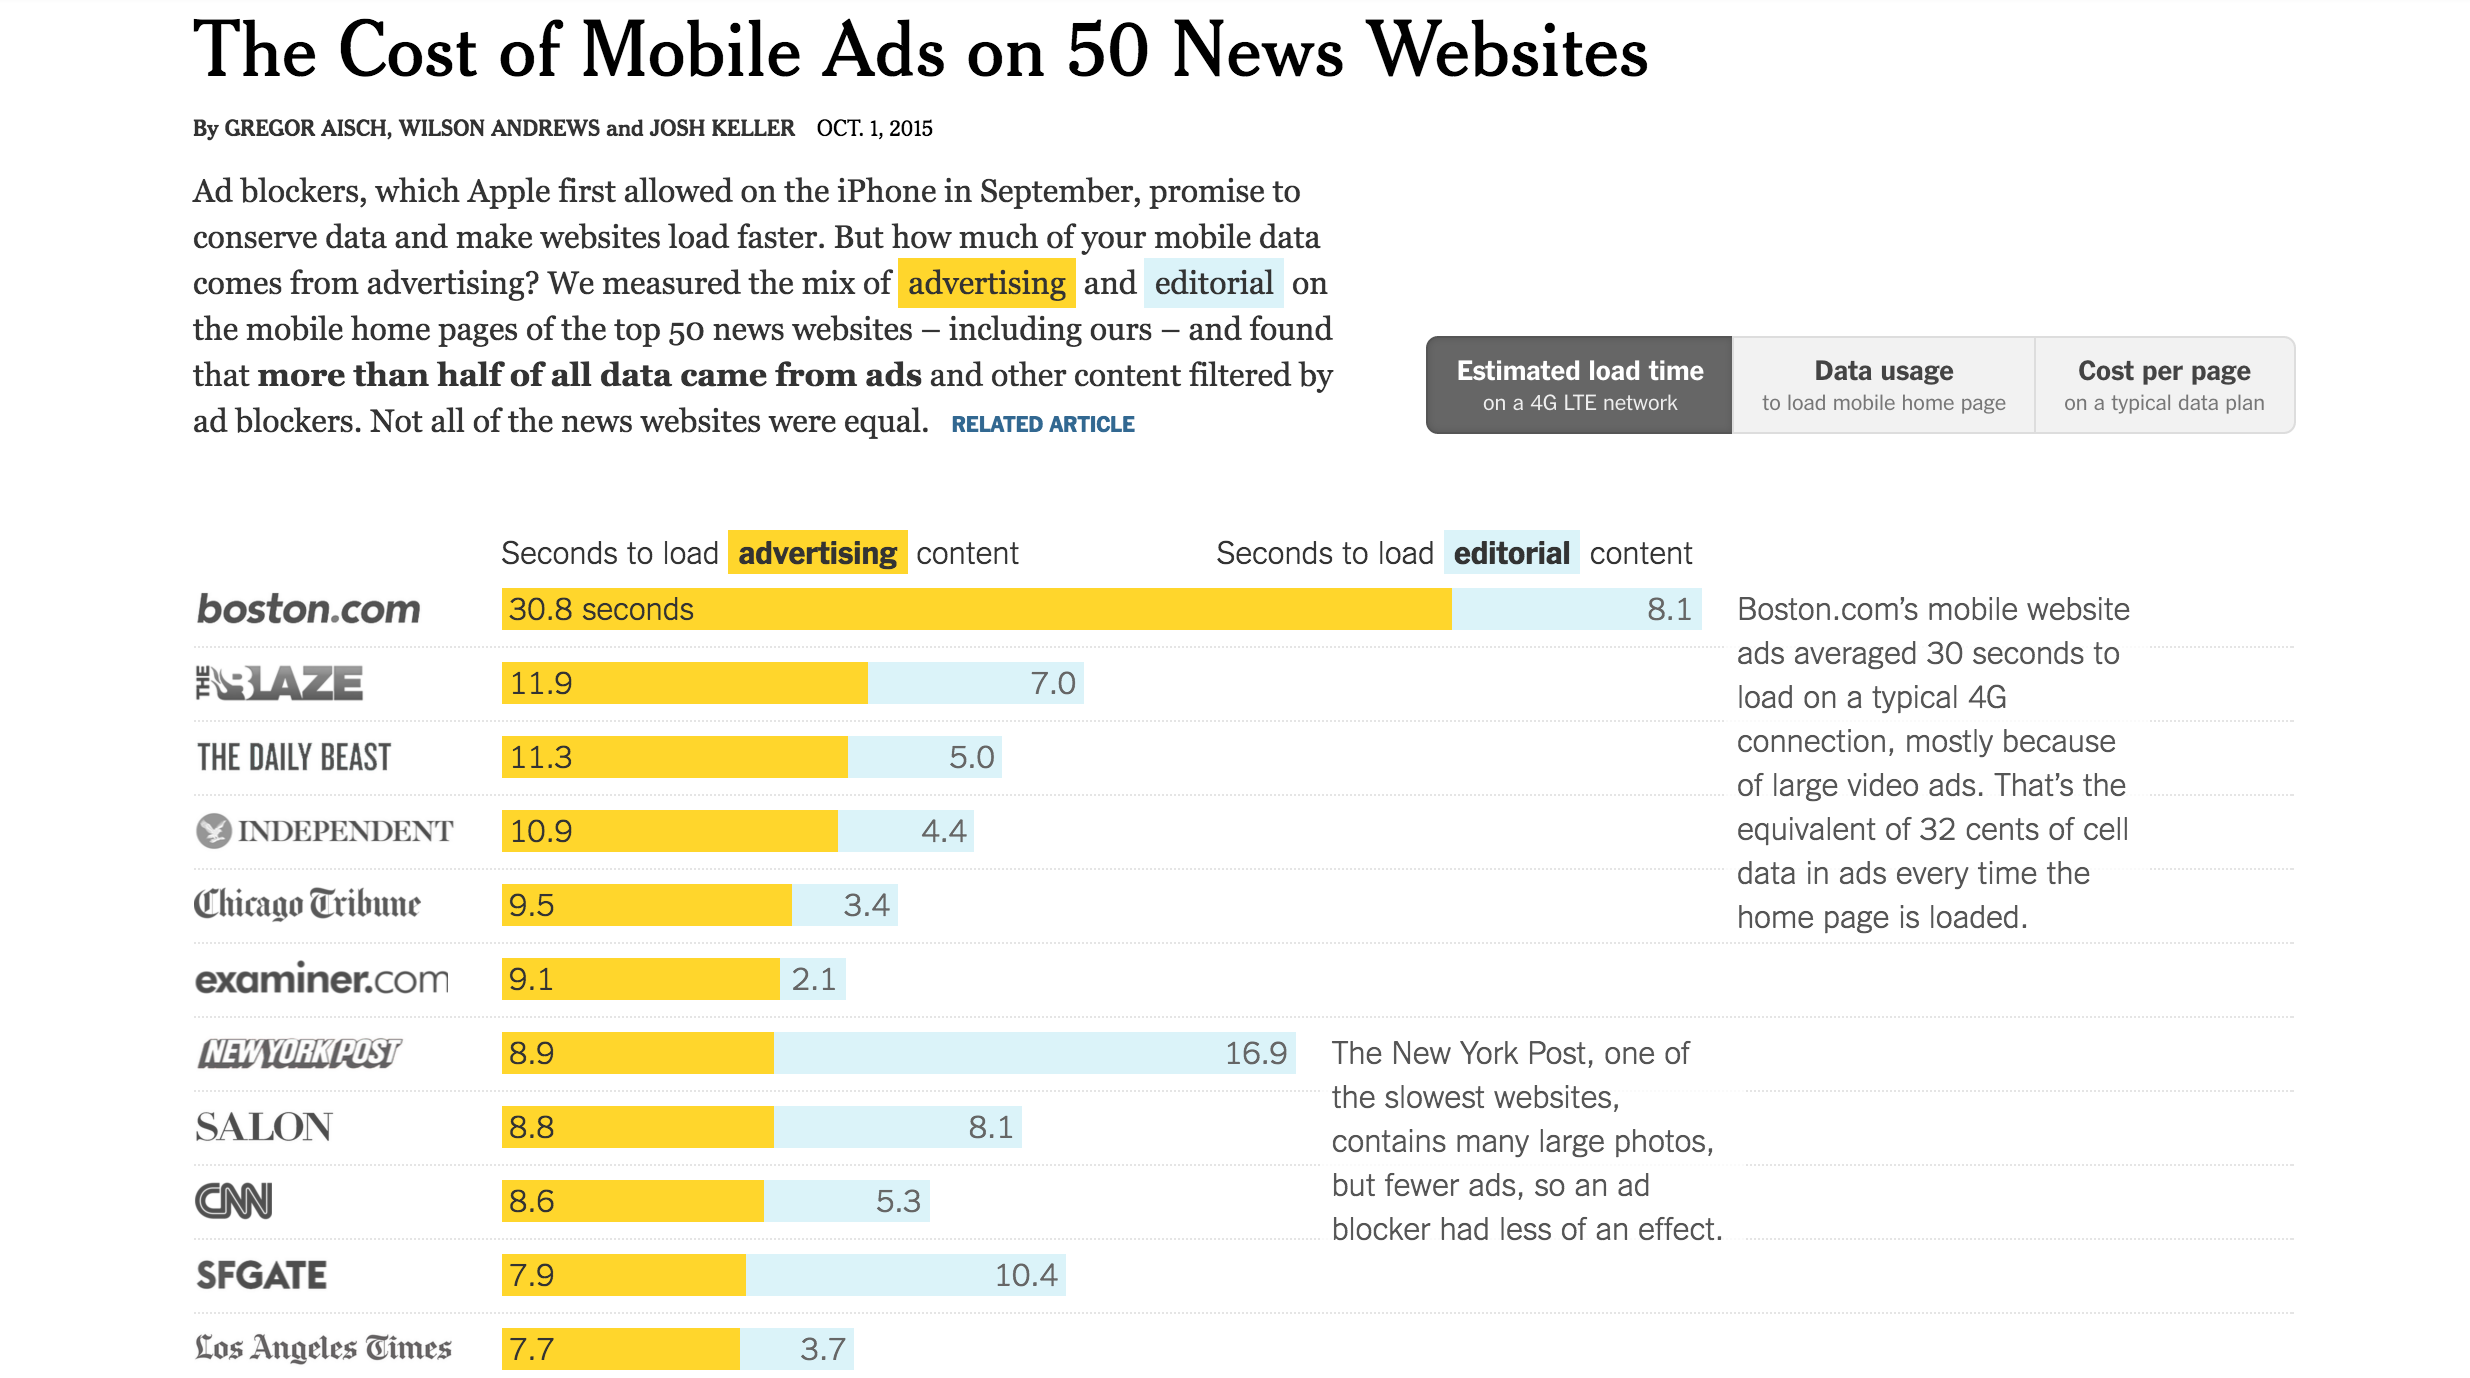 The Cost of Mobile Ads on 50 News Websites
By GREGOR AISCH, WILSON ANDREWS and JOSH KELLER OCT. 1, 2015
Ad blockers, which Apple first allowed on the iPhone in September, promise to
conserve data and make websites load faster. But how much of your mobile data
comes from advertising? We measured the mix of advertising and editorial on
the mobile home pages of the top 50 news websites – including ours – and found
that more than half of all data came from ads and other content filtered by
ad blockers. Not all of the news websites were equal. RELATED ARTICLE
Estimated load time
on a 4G LTE network
Data usage
to load mobile home page
Cost per page
on a typical data plan
Seconds to load advertising content
Seconds to load editorial content
boston.com
30.8 seconds
8.1
THE BLAZE
11.9
7.0
THE DAILY BEAST
11.3
5.0
INDEPENDENT
10.9
4.4
Chicago Tribune
9.5
3.4
examiner.com
9.1
2.1
NEW YORK POST
8.9
16.9
SALON
8.8
8.1
CNN
8.6
5.3
SFGATE
7.9
10.4
Los Angeles Times
7.7
3.7
Boston.com's mobile website
ads averaged 30 seconds to
load on a typical 4G
connection, mostly because
of large video ads. That's the
equivalent of 32 cents of cell
data in ads every time the
home page is loaded.
The New York Post, one of
the slowest websites,
contains many large photos,
but fewer ads, so an ad
blocker had less of an effect.